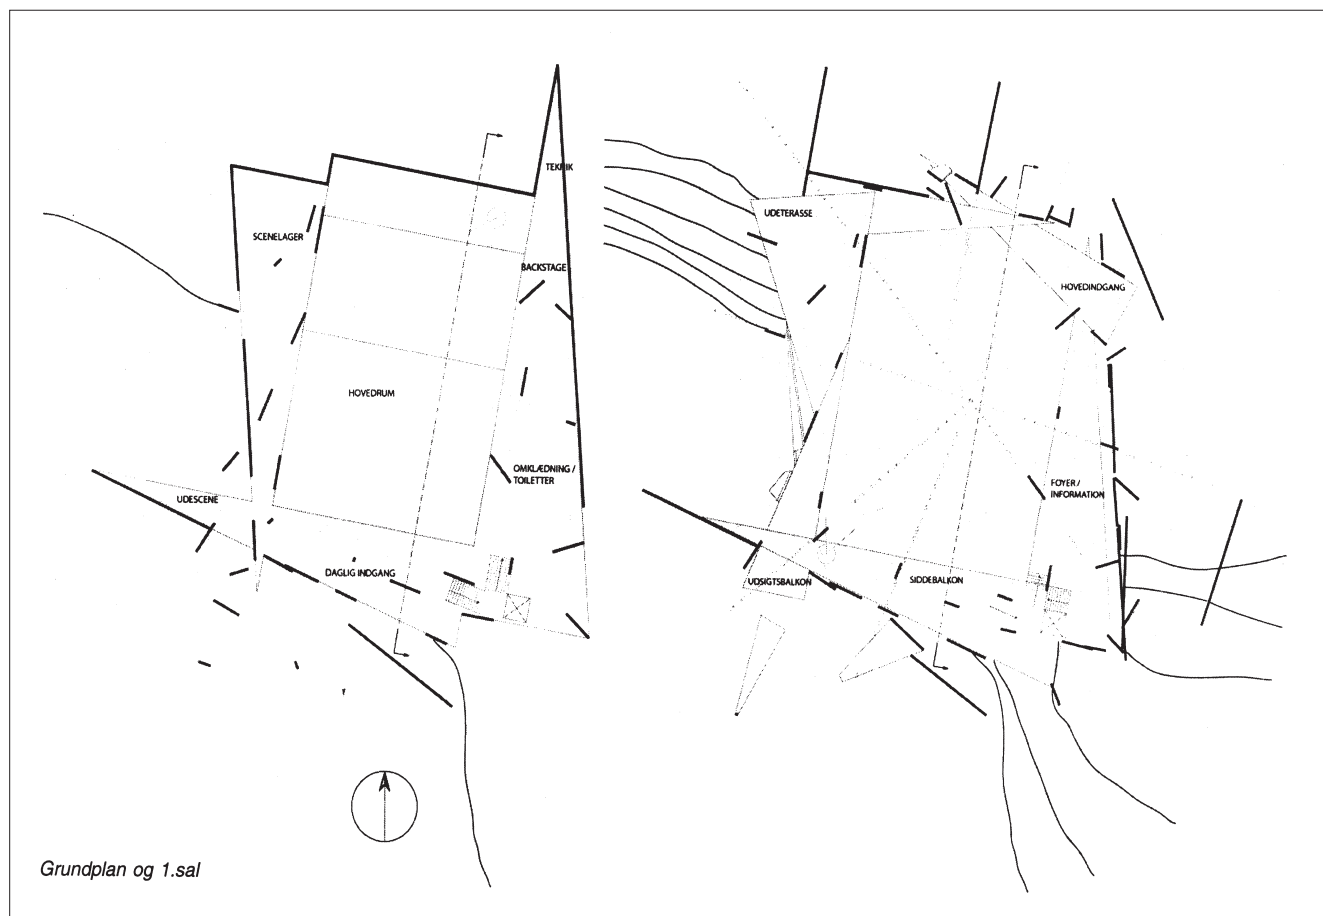 TEKNIK
SCENELAGER
BACKSTAGE
HOVEDRUM
OMKLÆDNING /
TOILETTER
UDESCENE
DAGLIG INDGANG
UDETERASSE
HOVEDINDGANG
FOYER /
INFORMATION
UDSIGTSBALKON
SIDDEBALKON
Grundplan og 1.sal